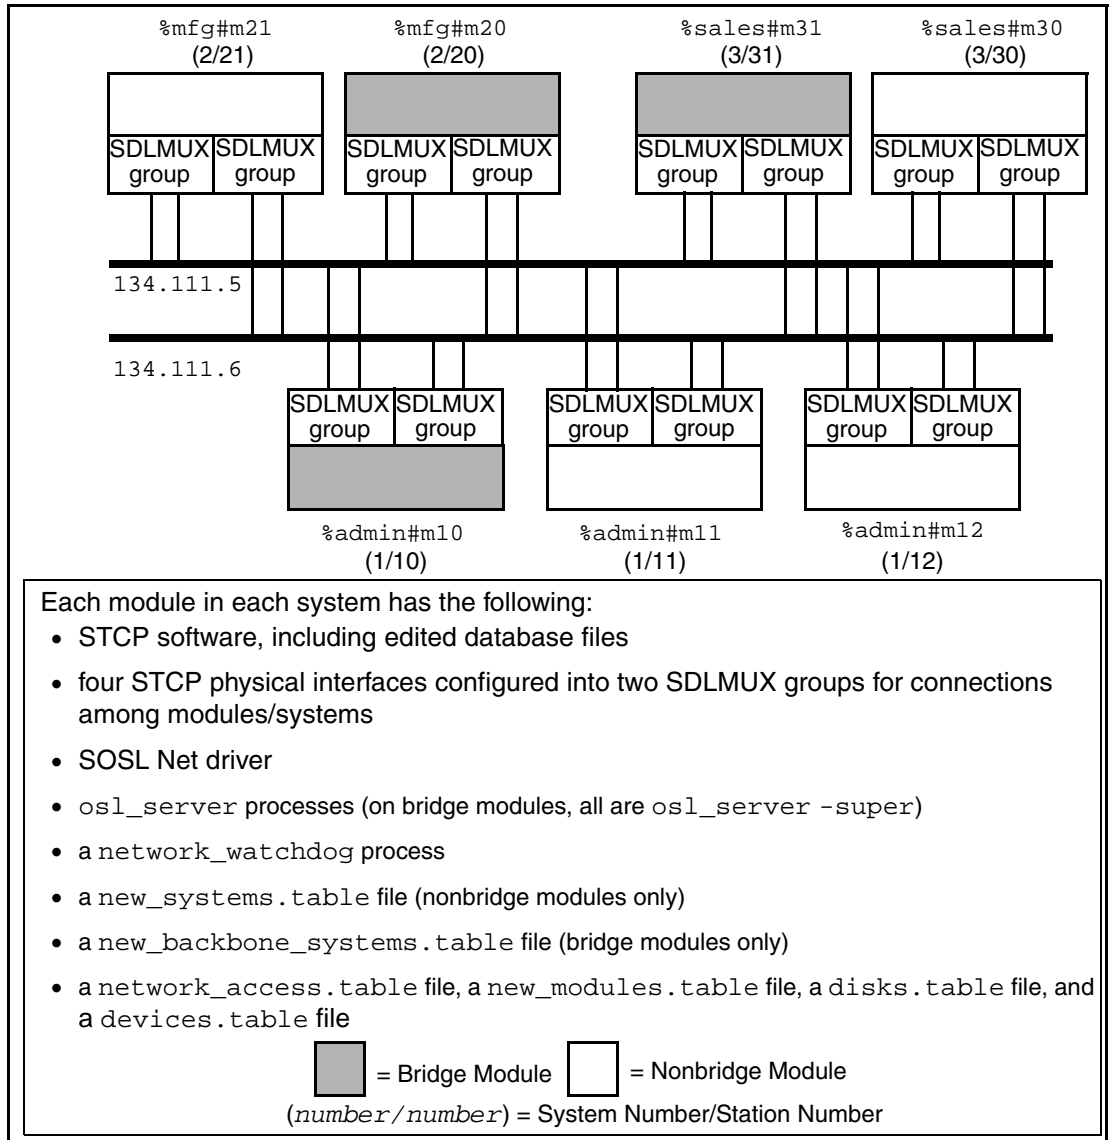 %mfg#m21 %mfg#m20 %sales#m31 %sales#m30
(2/21) (2/20) (3/31) (3/30)
SDLMUX SDLMUX SDLMUX SDLMUX SDLMUX SDLMUX SDLMUX SDLMUX
group group group group group group group group
134.111.5
134.111.6
SDLMUX SDLMUX SDLMUX SDLMUX SDLMUX SDLMUX
group group group group group group
%admin#m10 %admin#m11 %admin#m12
(1/10) (1/11) (1/12)
Each module in each system has the following:
• STCP software, including edited database files
• four STCP physical interfaces configured into two SDLMUX groups for connections
among modules/systems
• SOSL Net driver
• osl_server processes (on bridge modules, all are osl_server -super)
• a network_watchdog process
• a new_systems.table file (nonbridge modules only)
• a new_backbone_systems.table file (bridge modules only)
• a network_access.table file, a new_modules.table file, a disks.table file, and
a devices.table file
= Bridge Module = Nonbridge Module
(number/number) = System Number/Station Number